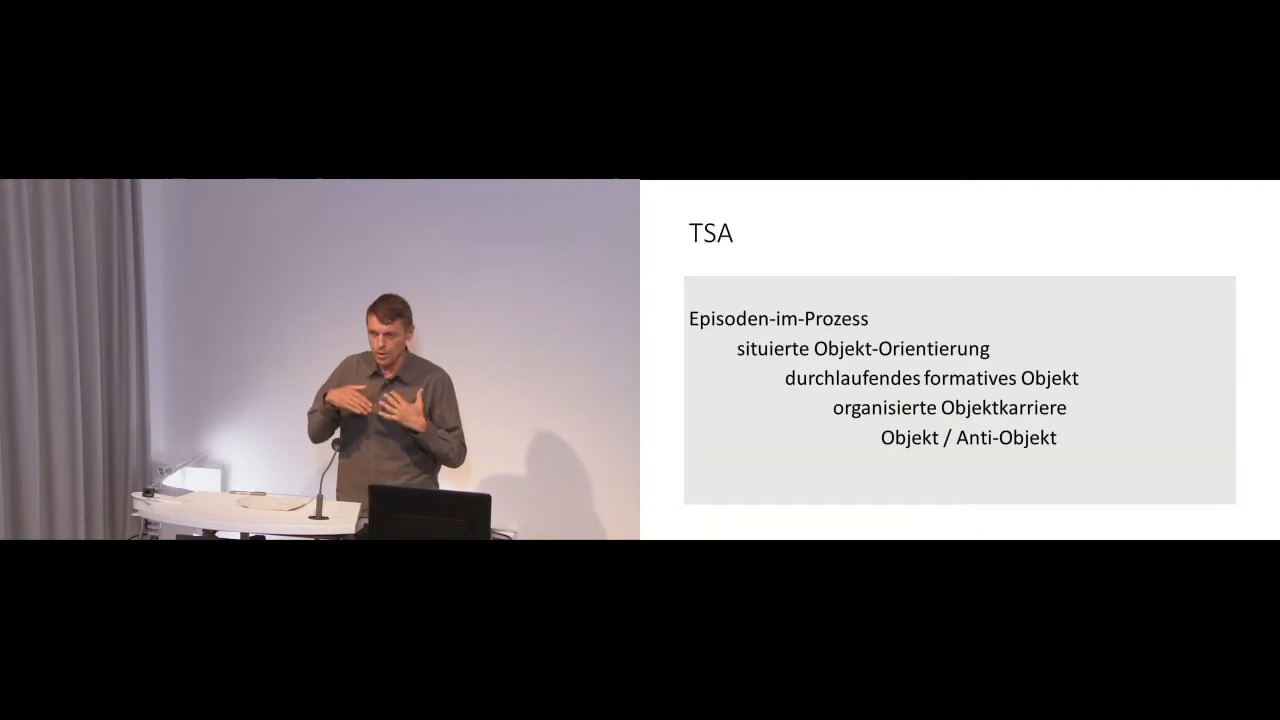 TSA
Episoden-im-Prozess
situierte Objekt-Orientierung
durchlaufendes formatives Objekt
organisierte Objektkarriere
Objekt / Anti-Objekt